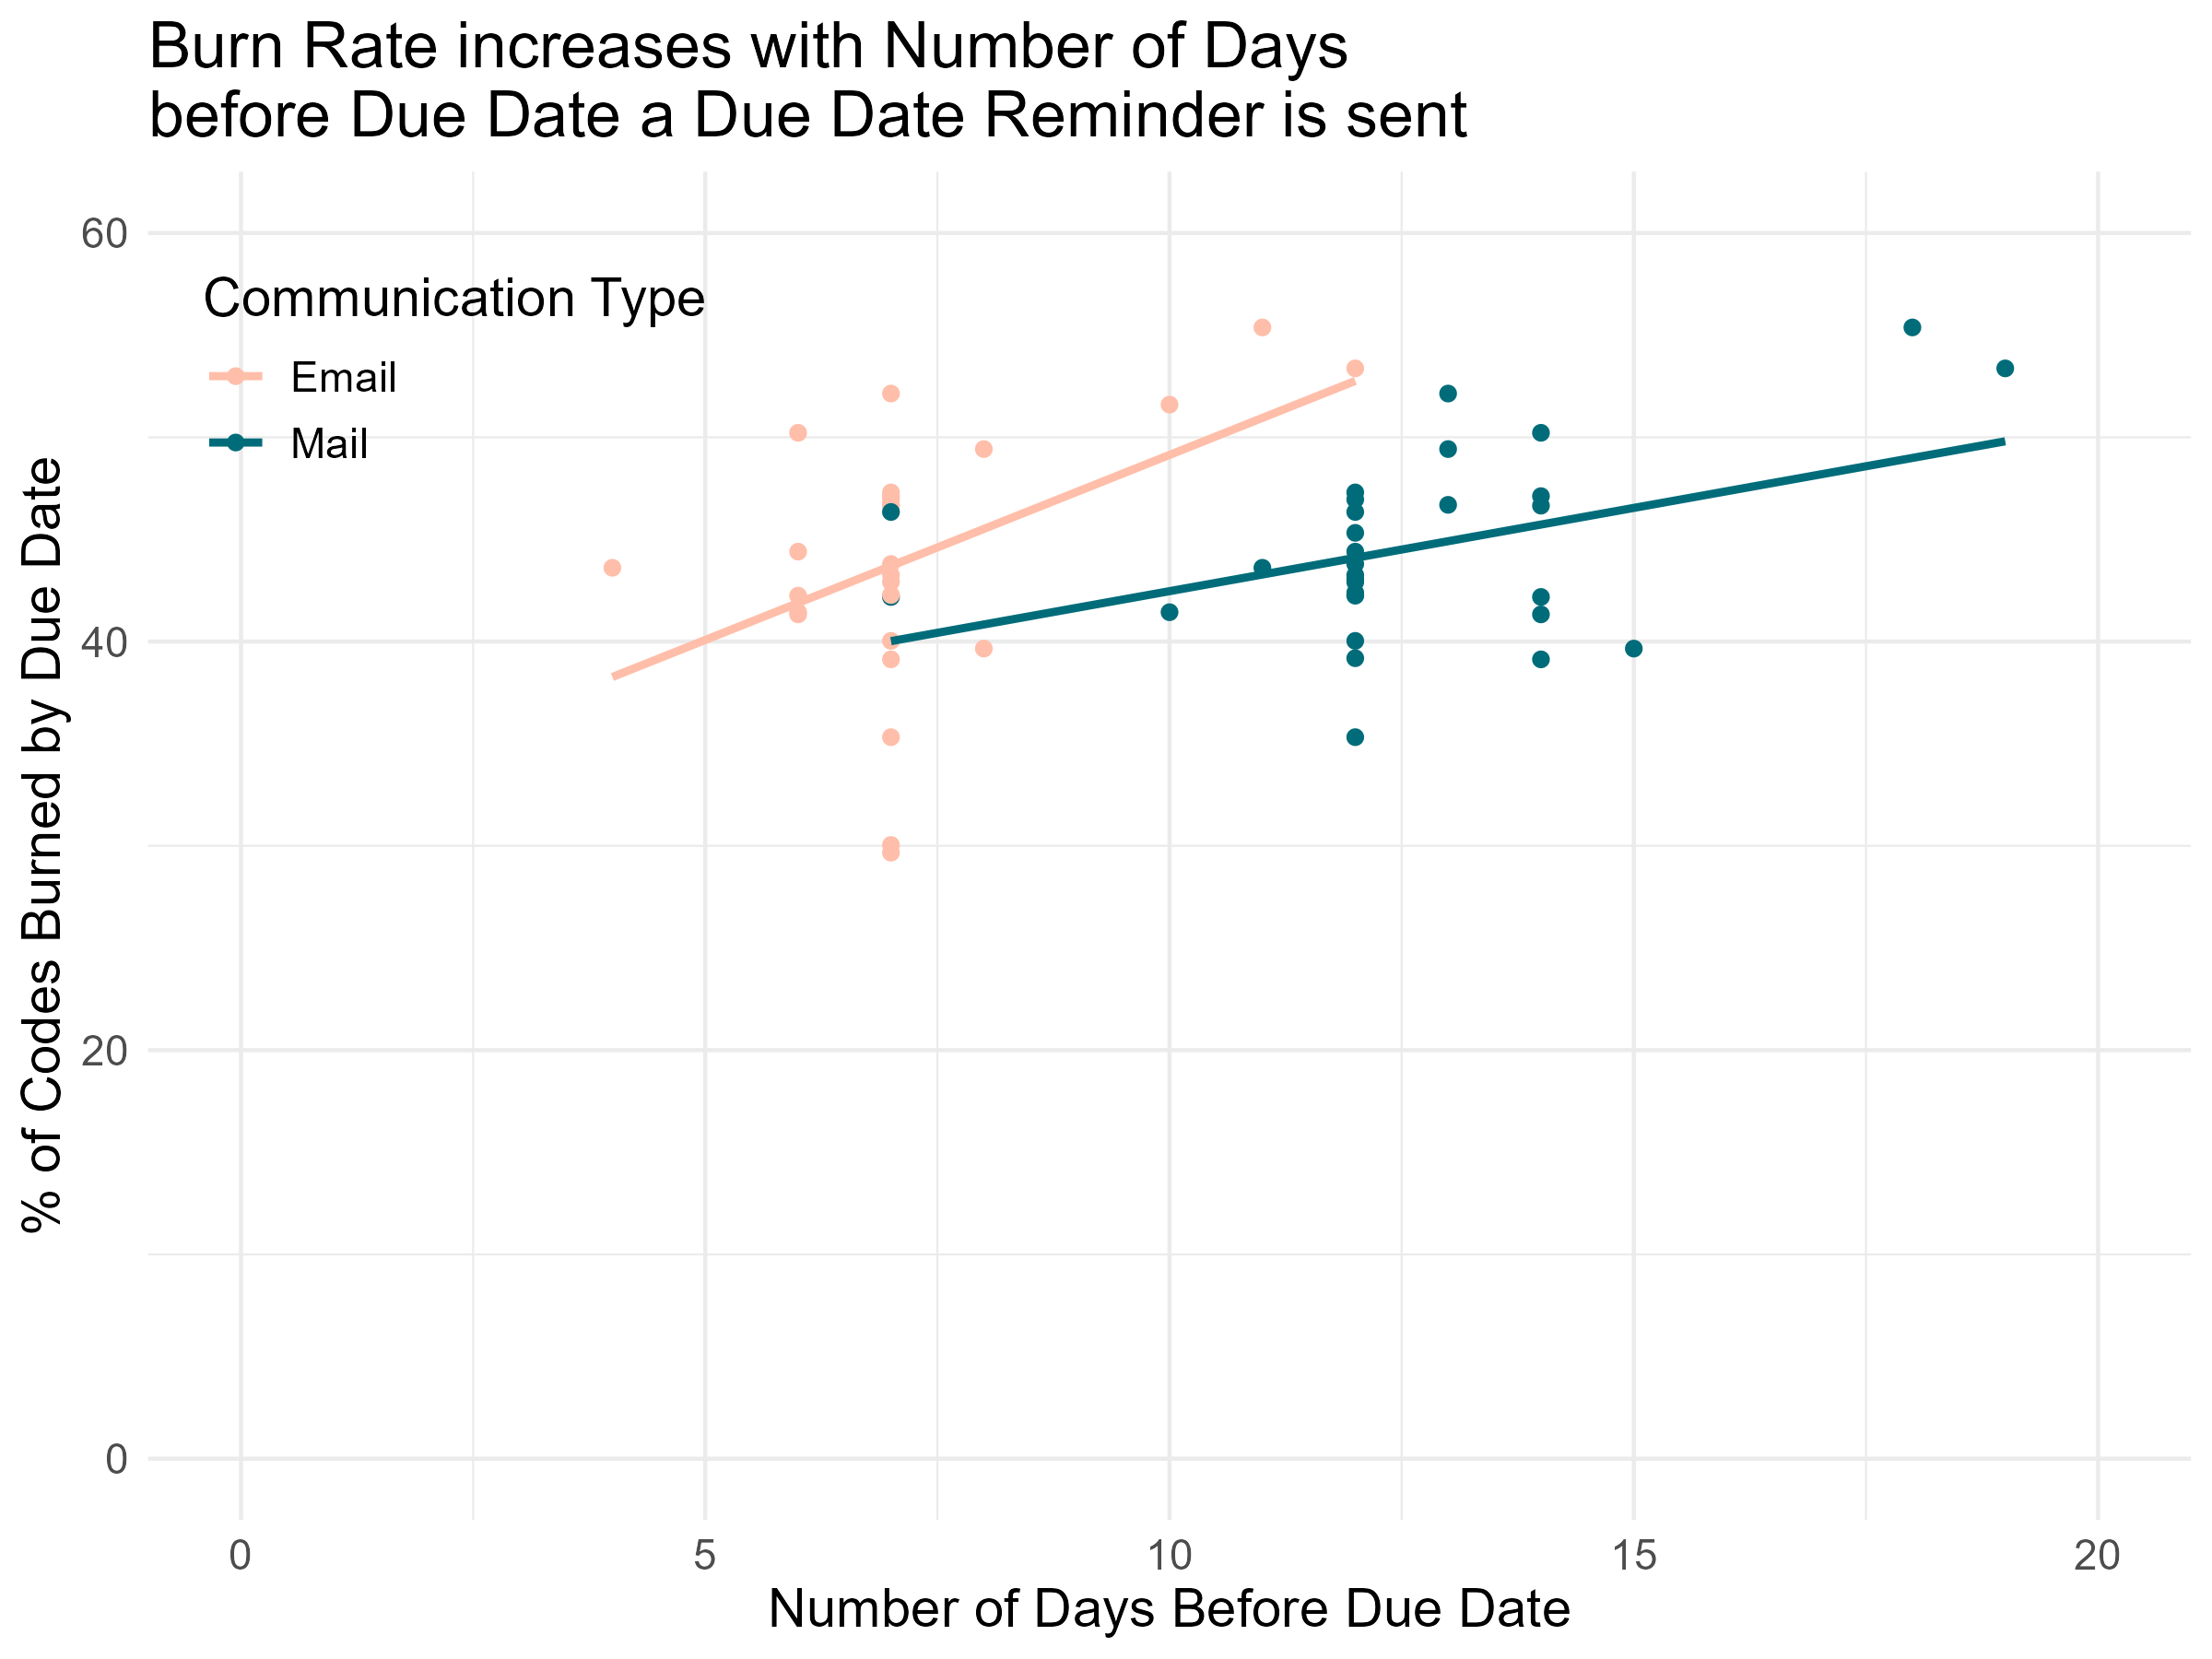 Burn Rate increases with Number of Days
before Due Date a Due Date Reminder is sent
60
Communication Type
Email
Mail
40
20
0
% of Codes Burned by Due Date
0 5 10 15 20
Number of Days Before Due Date